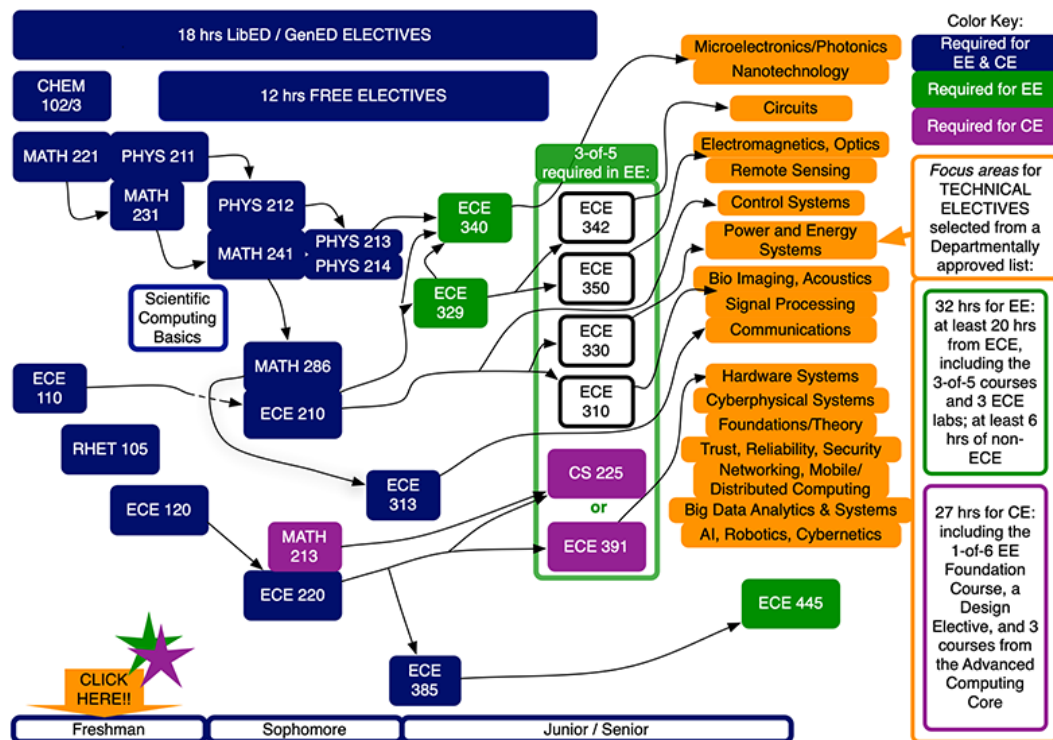 18 hrs LibED / GenED ELECTIVES
CHEM
102/3
12 hrs FREE ELECTIVES
MATH 221
PHYS 211
MATH
231
PHYS 212
MATH 241
PHYS 213
PHYS 214
Scientific
Computing
Basics
MATH 286
ECE 210
ECE
110
RHET 105
ECE 120
ECE
313
MATH
213
ECE 220
ECE
385
ECE
340
ECE
329
3-of-5
required in EE:
ECE
342
ECE
350
ECE
330
ECE
310
CS 225
or
ECE 391
ECE 445
Microelectronics/Photonics
Nanotechnology
Circuits
Electromagnetics, Optics
Remote Sensing
Control Systems
Power and Energy
Systems
Bio Imaging, Acoustics
Signal Processing
Communications
Hardware Systems
Cyberphysical Systems
Foundations/Theory
Trust, Reliability, Security
Networking, Mobile/
Distributed Computing
Big Data Analytics & Systems
AI, Robotics, Cybernetics
Color Key:
Required for
EE & CE
Required for EE
Required for CE
Focus areas for
TECHNICAL
ELECTIVES
selected from a
Departmentally
approved list:
32 hrs for EE:
at least 20 hrs
from ECE,
including the
3-of-5 courses
and 3 ECE
labs; at least 6
hrs of non-
ECE
27 hrs for CE:
including the
1-of-6 EE
Foundation
Course, a
Design
Elective, and 3
courses from
the Advanced
Computing
Core
CLICK
HERE!!
Freshman
Sophomore
Junior / Senior